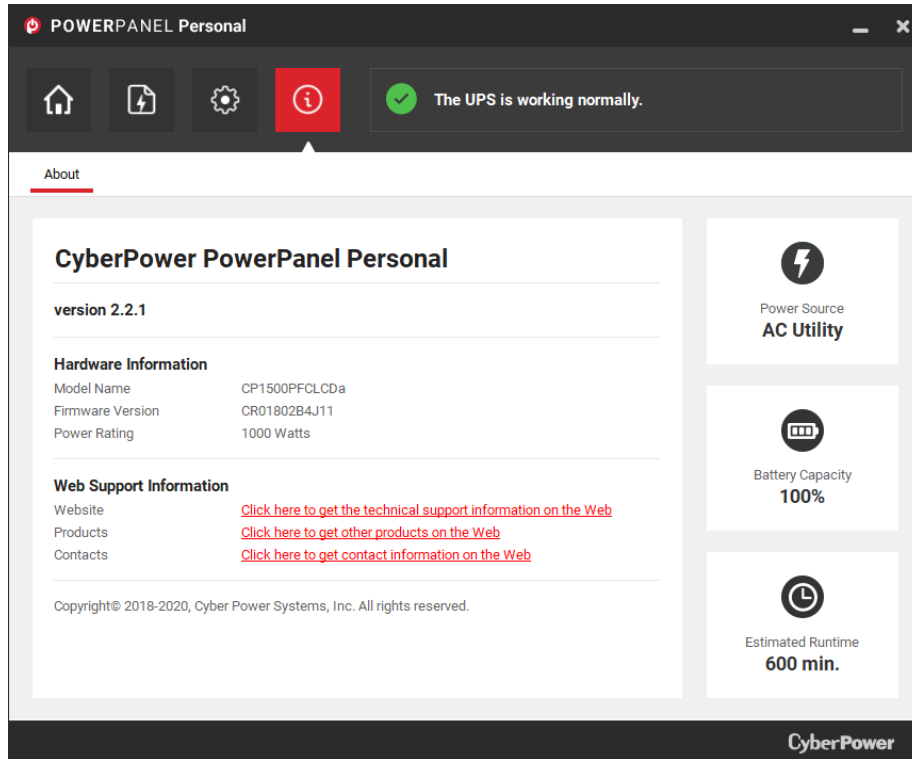 POWERPANEL Personal
The UPS is working normally.
About
CyberPower PowerPanel Personal
version 2.2.1
Hardware Information
Model Name CP1500PFCLCDa
Firmware Version CR01802B4J11
Power Rating 1000 Watts
Web Support Information
Website Click here to get the technical support information on the Web
Products Click here to get other products on the Web
Contacts Click here to get contact information on the Web
Copyright© 2018-2020, Cyber Power Systems, Inc. All rights reserved.
Power Source
AC Utility
Battery Capacity
100%
Estimated Runtime
600 min.
CyberPower